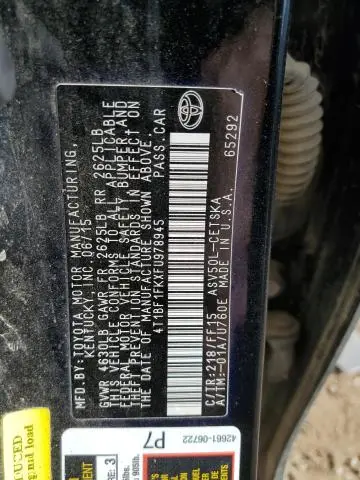 MFD.BY:TOYOTA MOTOR MANUFACTURING,
KENTUCKY, INC. 06/15
GVWR 4630LB GAWR FR 2625LB RR 2625LB
THIS VEHICLE CONFORMS TO ALL APPLICABLE
FEDERAL MOTOR VEHICLE SAFETY, BUMPER, AND
THEFT PREVENTION STANDARDS IN EFFECT ON
THE DATE OF MANUFACTURE SHOWN ABOVE.
4T1BF1FKXFU978945 PASS.CAR
C/TR:218/FE15 ASV50L-CETSKA
A/TM:-01A/U760E MADE IN U.S.A.
65292
42661-06722
P7